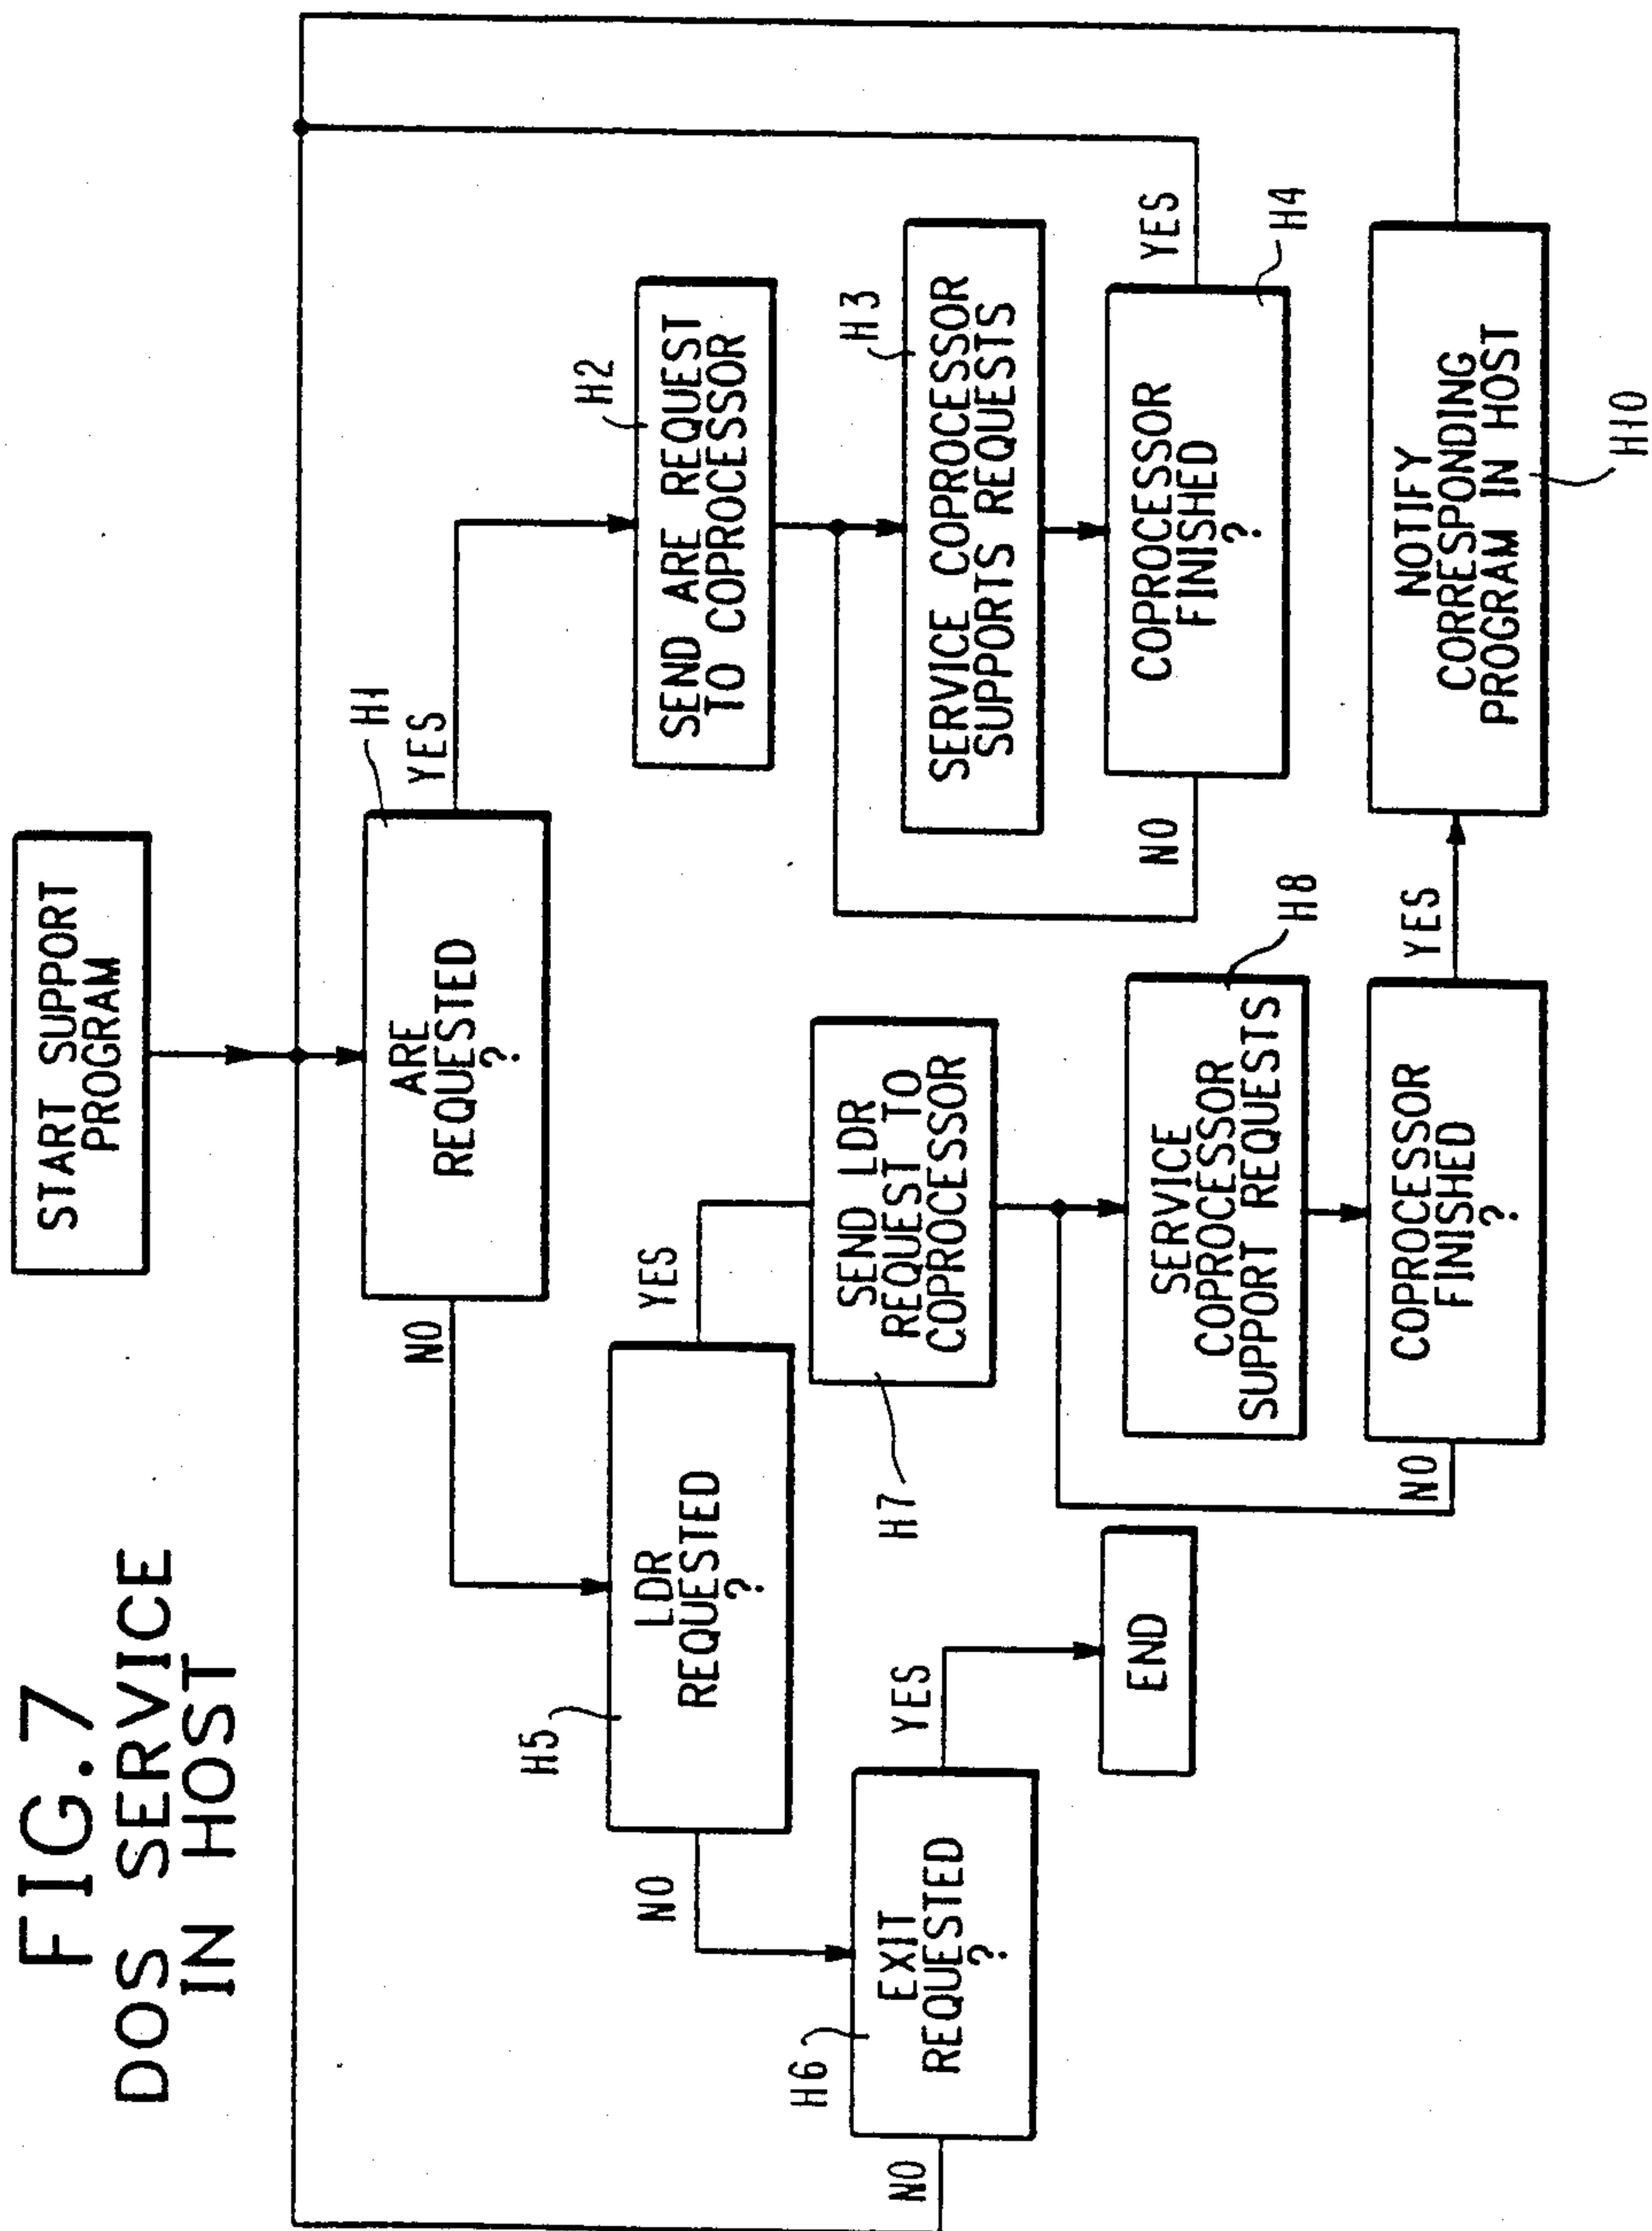 FIG.7
DOS SERVICE
IN HOST
START SUPPORT
PROGRAM
H1
ARE
REQUESTED
?
NO
YES
H2
SEND ARE REQUEST
TO COPROCESSOR
H3
SERVICE COPROCESSOR
SUPPORTS REQUESTS
H4
COPROCESSOR
FINISHED
?
NO
YES
H5
LDR
REQUESTED
?
NO
YES
H6
EXIT
REQUESTED
?
NO
YES
END
H7
SEND LDR
REQUEST TO
COPROCESSOR
H8
SERVICE
COPROCESSOR
SUPPORT REQUESTS
COPROCESSOR
FINISHED
?
NO
YES
NOTIFY
CORRESPONDING
PROGRAM IN HOST
H10